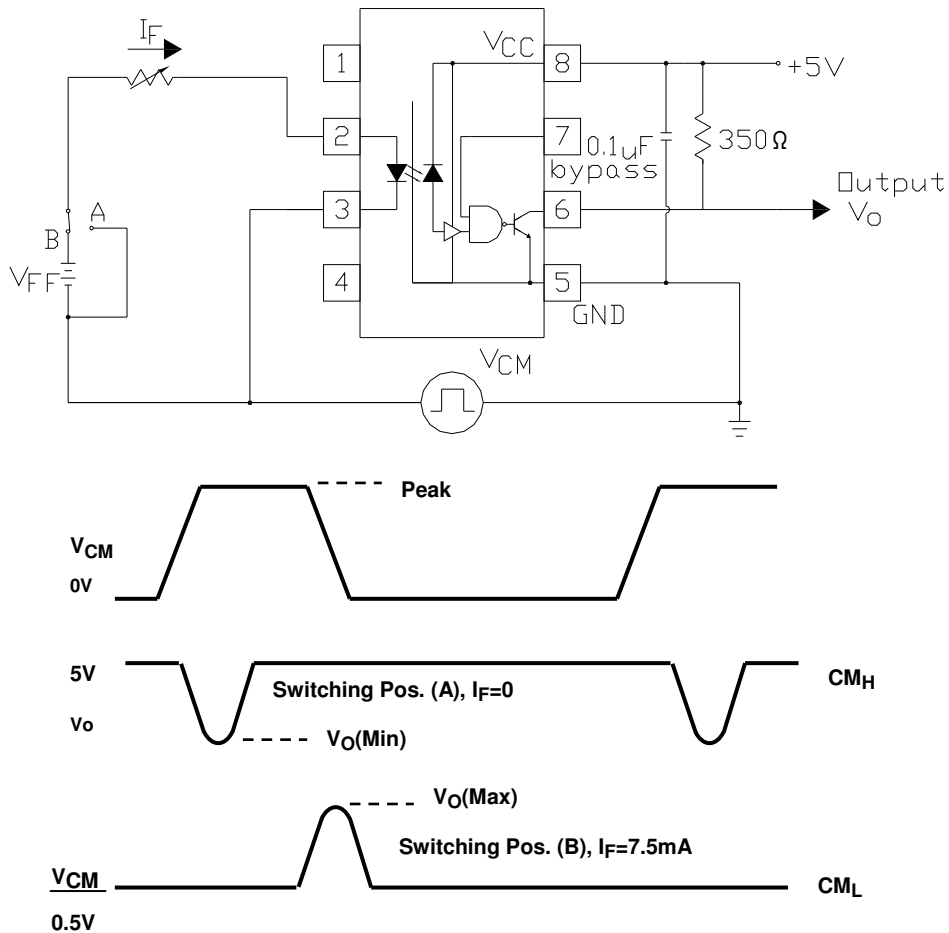 IF
1
VCC
8
+5V
2
7
0.1uF
bypass
350Ω
3
6
Output
VO
A
B
VFF
4
5
GND
VCM
Peak
VCM
0V
5V
Switching Pos. (A), IF=0
CMH
Vo
VO(Min)
VO(Max)
Switching Pos. (B), IF=7.5mA
VCM
CML
0.5V